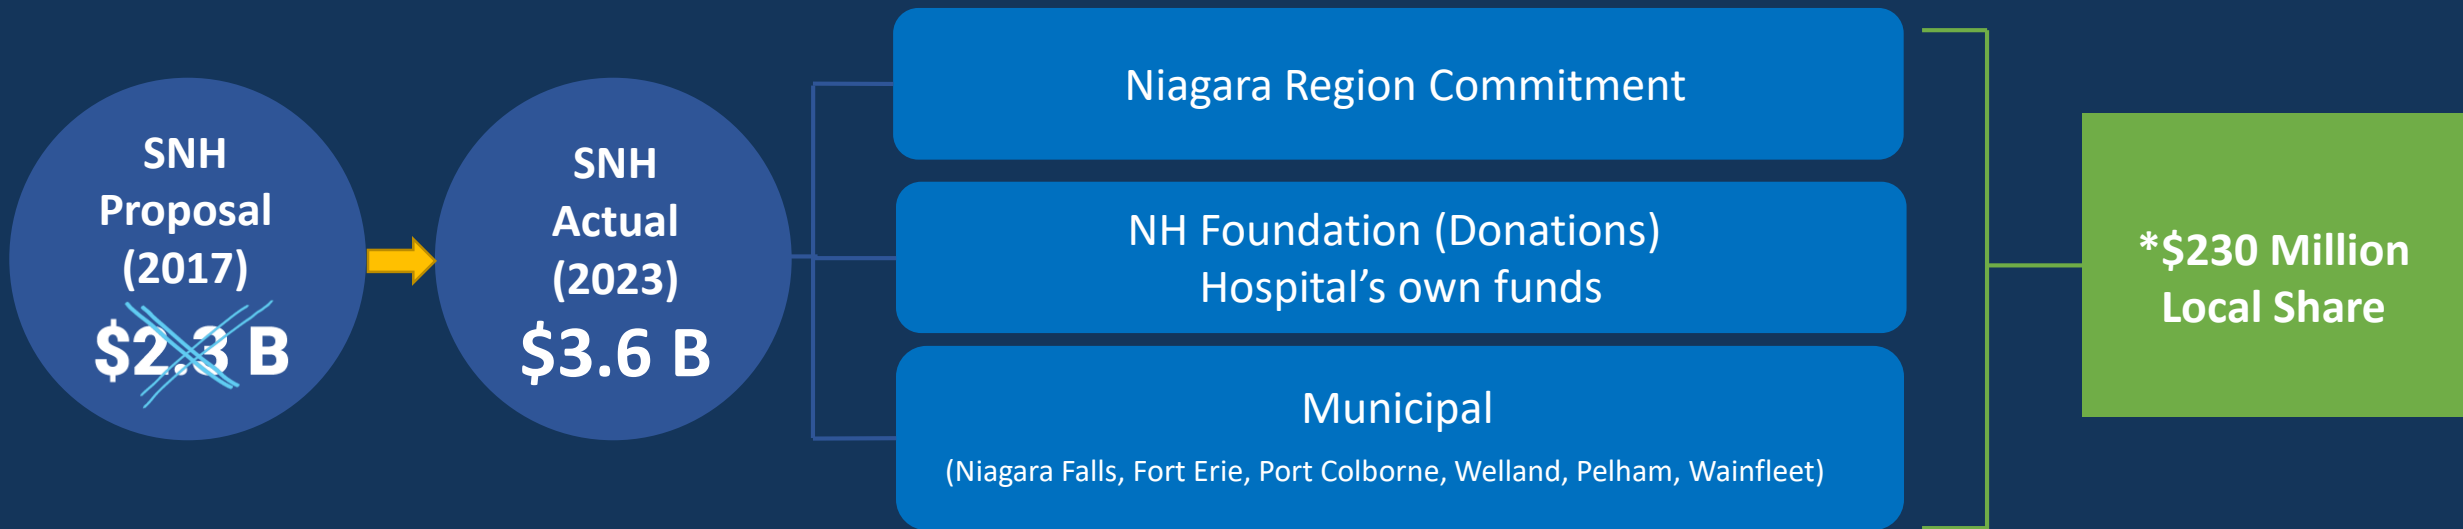 SNH
Proposal
(2017)
$2.3 B
SNH
Actual
(2023)
$3.6 B
Niagara Region Commitment
NH Foundation (Donations)
Hospital’s own funds
Municipal
(Niagara Falls, Fort Erie, Port Colborne, Welland, Pelham, Wainfleet)
*$230 Million
Local Share